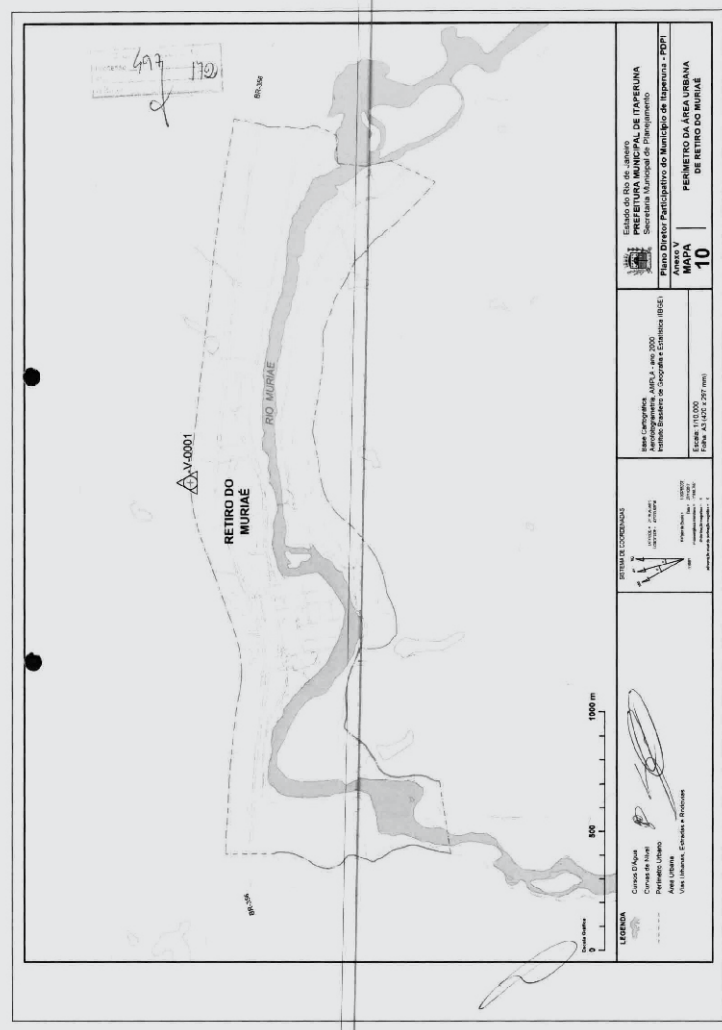 497
BR-356
V-0001
RETIRO DO
MURIAÉ
RIO MURIAÉ
BR-356
Escala Gráfica
0
500
1000 m
LEGENDA
Cursos D'Água
Curvas de Nível
Perímetro Urbano
Área Urbana
Vias Urbanas, Estradas e Rodovias
SISTEMA DE COORDENADAS
Base Cartográfica:
Aerofotogrametria, AMPLA - ano 2000
Instituto Brasileiro de Geografia e Estatística (IBGE)
Escala: 1/10.000
Folha: A3 (420 x 297 mm)
Estado do Rio de Janeiro
PREFEITURA MUNICIPAL DE ITAPERUNA
Secretaria Municipal de Planejamento
Plano Diretor Participativo do Município de Itaperuna - PDPI
Anexo V
MAPA
10
PERÍMETRO DA ÁREA URBANA
DE RETIRO DO MURIAÉ